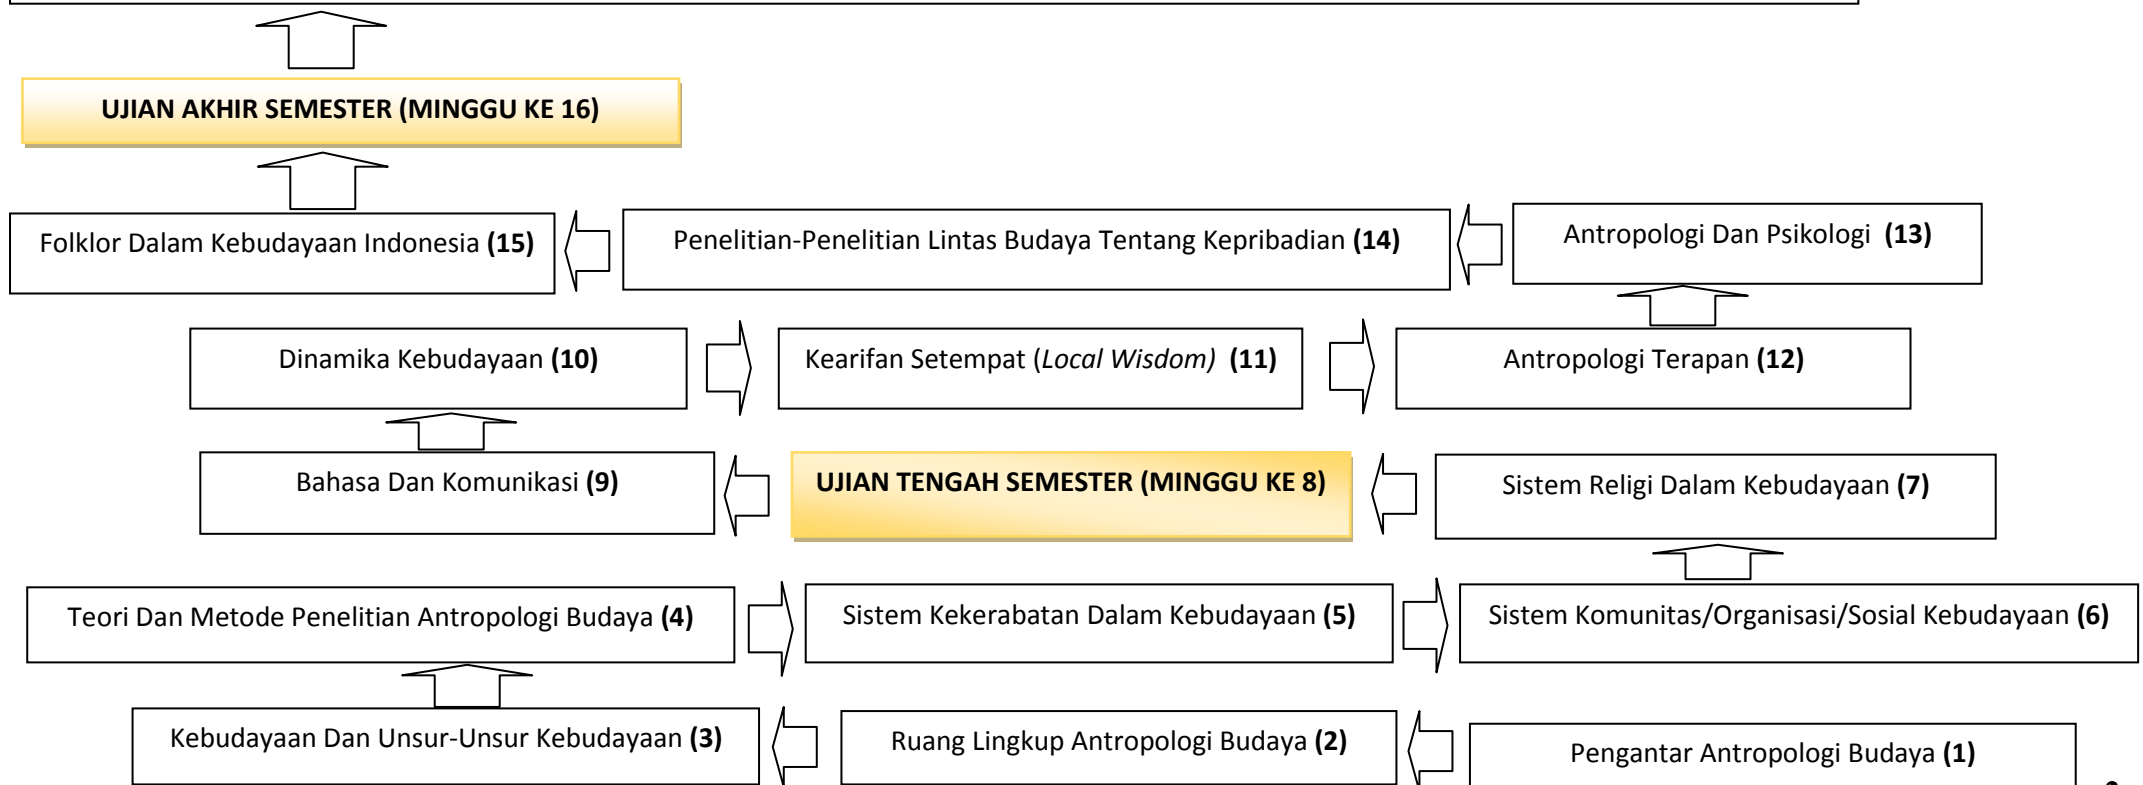 UJIAN AKHIR SEMESTER (MINGGU KE 16)
Folklor Dalam Kebudayaan Indonesia (15)
Penelitian-Penelitian Lintas Budaya Tentang Kepribadian (14)
Antropologi Dan Psikologi (13)
Dinamika Kebudayaan (10)
Kearifan Setempat (Local Wisdom) (11)
Antropologi Terapan (12)
Bahasa Dan Komunikasi (9)
UJIAN TENGAH SEMESTER (MINGGU KE 8)
Sistem Religi Dalam Kebudayaan (7)
Teori Dan Metode Penelitian Antropologi Budaya (4)
Sistem Kekerabatan Dalam Kebudayaan (5)
Sistem Komunitas/Organisasi/Sosial Kebudayaan (6)
Kebudayaan Dan Unsur-Unsur Kebudayaan (3)
Ruang Lingkup Antropologi Budaya (2)
Pengantar Antropologi Budaya (1)